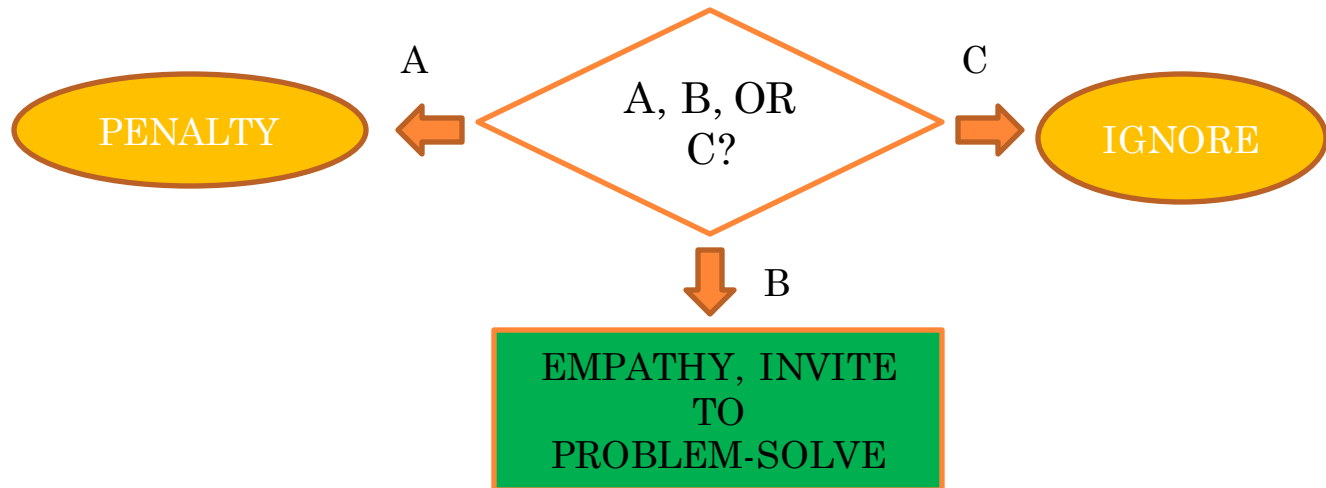 A
C
A, B, OR
C?
PENALTY
IGNORE
B
EMPATHY, INVITE
TO
PROBLEM-SOLVE